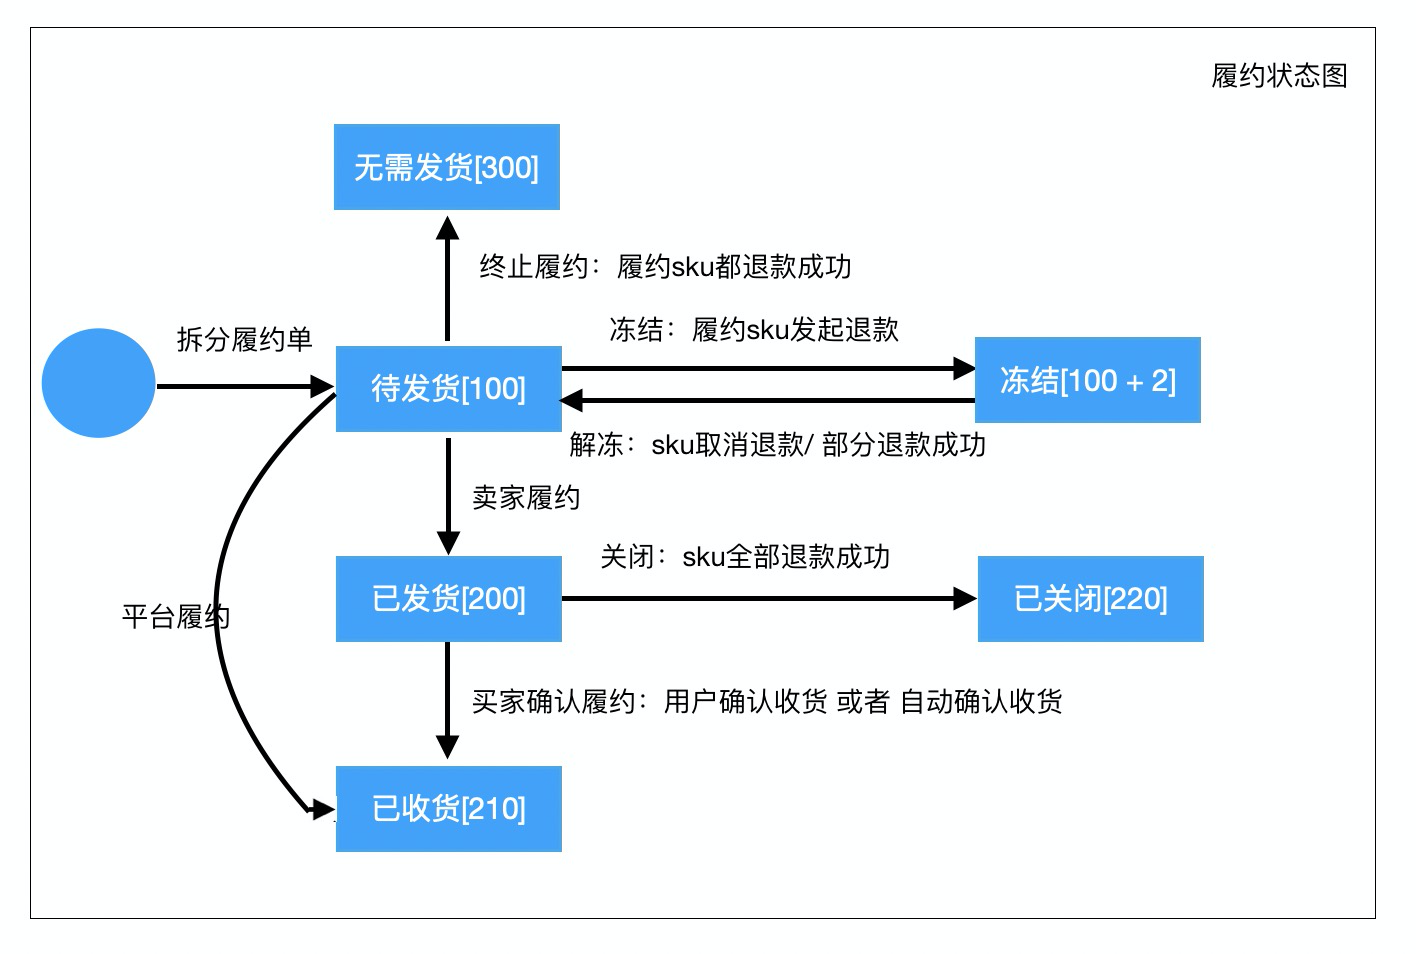 履约状态图
无需发货[300]
终止履约：履约sku都退款成功
拆分履约单
冻结：履约sku发起退款
待发货[100]
冻结[100 + 2]
解冻：sku取消退款/ 部分退款成功
卖家履约
关闭：sku全部退款成功
已发货[200]
已关闭[220]
平台履约
买家确认履约：用户确认收货 或者 自动确认收货
已收货[210]